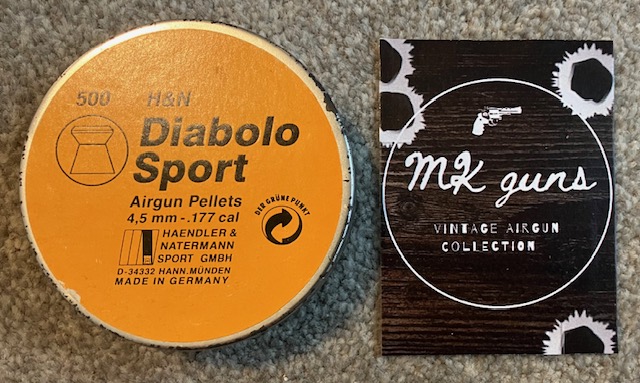 500 H&N
Diabolo
Sport
Airgun Pellets
4,5 mm-.177 cal
HAENDLER &
NATERMANN
SPORT GMBH
D-34332 HANN.MÜNDEN
MADE IN GERMANY
DER GRÜNE PUNKT
MK guns
VINTAGE AIRGUN
COLLECTION